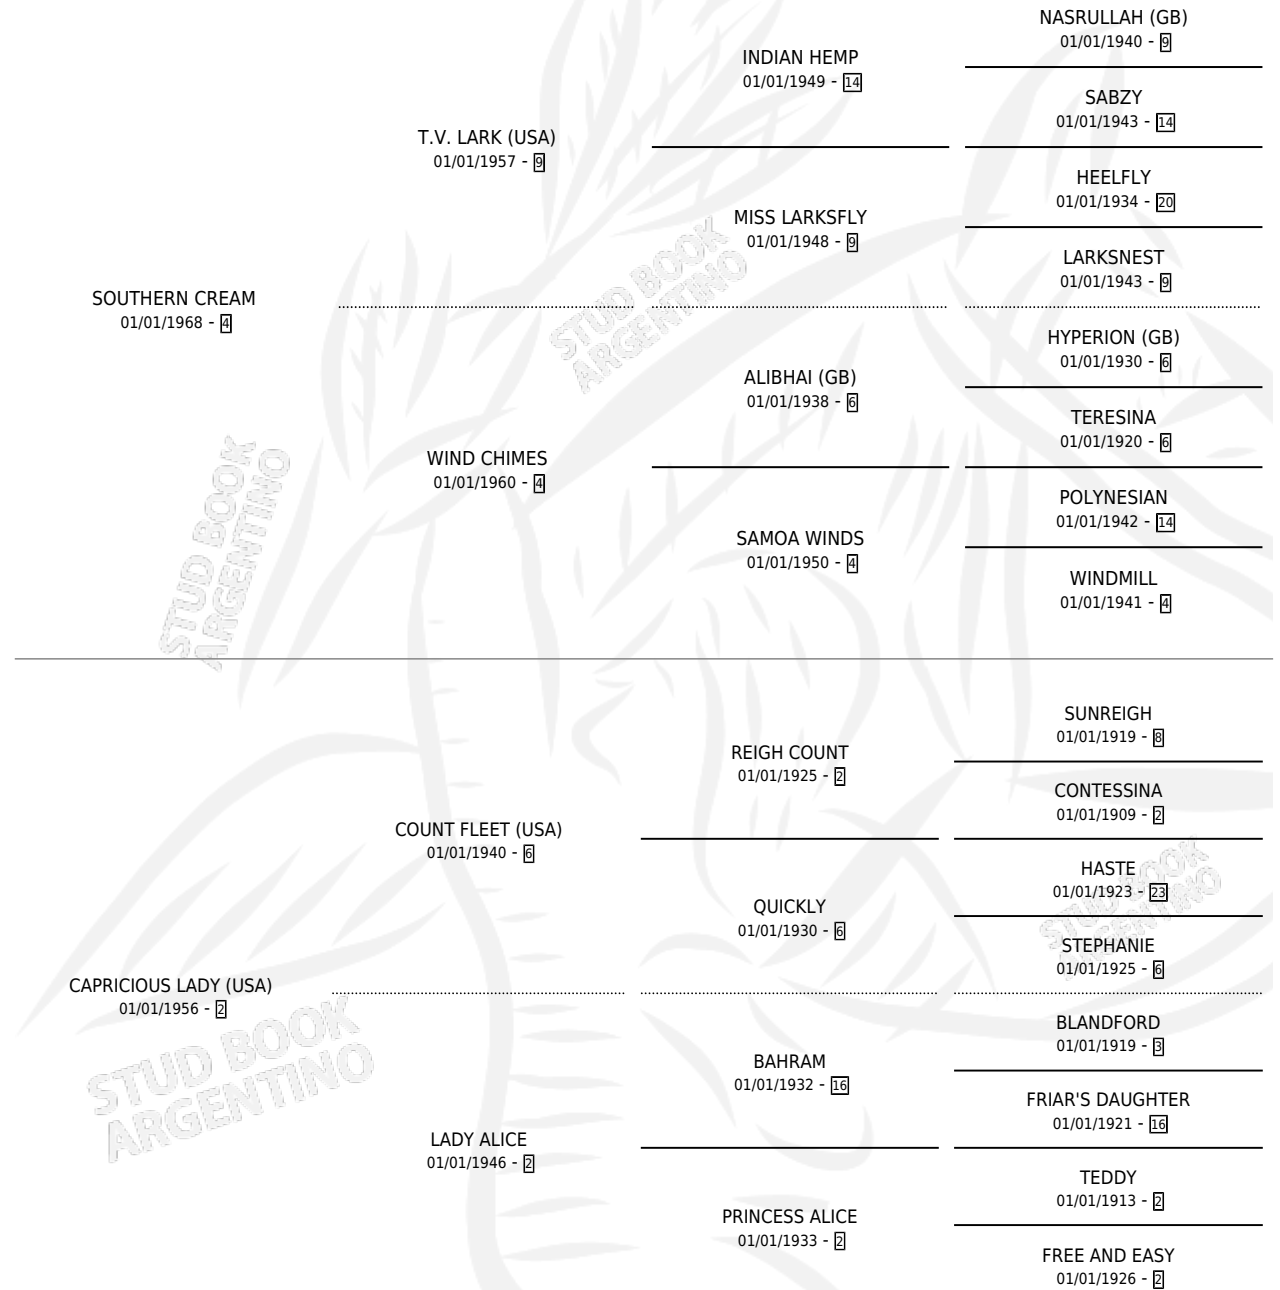 NASRULLAH (GB)
01/01/1940 - 9
INDIAN HEMP
01/01/1949 - 14
SABZY
01/01/1943 - 14
T.V. LARK (USA)
01/01/1957 - 9
HEELFLY
01/01/1934 - 20
MISS LARKSFLY
01/01/1948 - 9
LARKSNEST
01/01/1943 - 9
SOUTHERN CREAM
01/01/1968 - 4
STUD BOOK
ARGENTINO
HYPERION (GB)
01/01/1930 - 6
ALIBHAI (GB)
01/01/1938 - 6
TERESINA
01/01/1920 - 6
WIND CHIMES
01/01/1960 - 4
POLYNESIAN
01/01/1942 - 14
SAMOA WINDS
01/01/1950 - 4
WINDMILL
01/01/1941 - 4
STUD BOOK
ARGENTINO
SUNREIGH
01/01/1919 - 8
REIGH COUNT
01/01/1925 - 2
CONTESSINA
01/01/1909 - 2
COUNT FLEET (USA)
01/01/1940 - 6
HASTE
01/01/1923 - 23
QUICKLY
01/01/1930 - 6
STUD BOOK
ARGENTINO
STEPHANIE
01/01/1925 - 6
CAPRICIOUS LADY (USA)
01/01/1956 - 2
STUD BOOK
ARGENTINO
BLANDFORD
01/01/1919 - 3
BAHRAM
01/01/1932 - 16
FRIAR'S DAUGHTER
01/01/1921 - 16
LADY ALICE
01/01/1946 - 2
TEDDY
01/01/1913 - 2
PRINCESS ALICE
01/01/1933 - 2
FREE AND EASY
01/01/1926 - 2